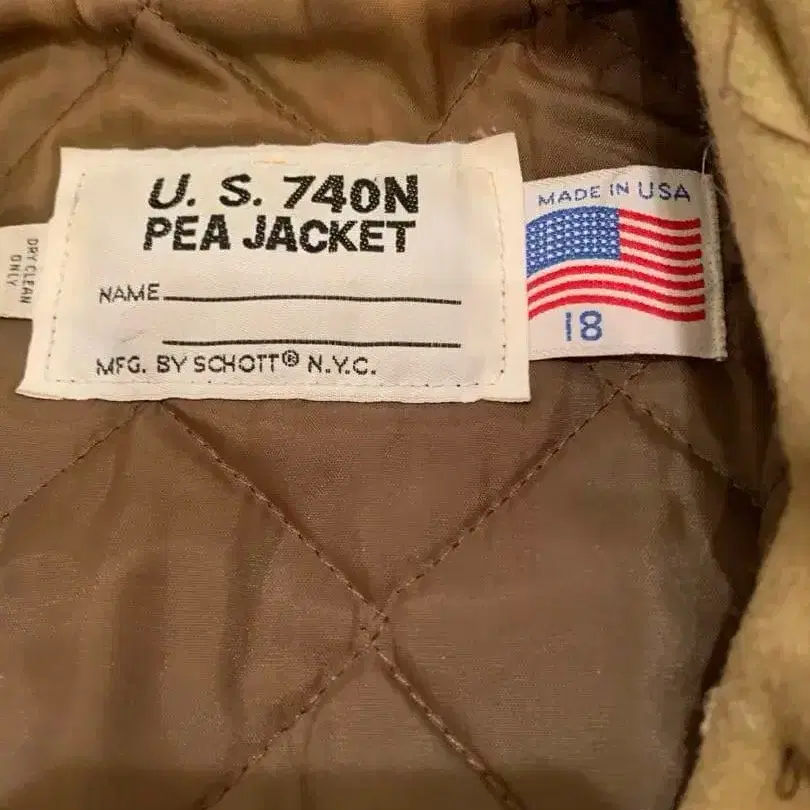 U. S. 740N
PEA JACKET
NAME
MFG. BY SCHOTT® N.Y.C.
MADE IN USA
18
DRY CLEAN
ONLY